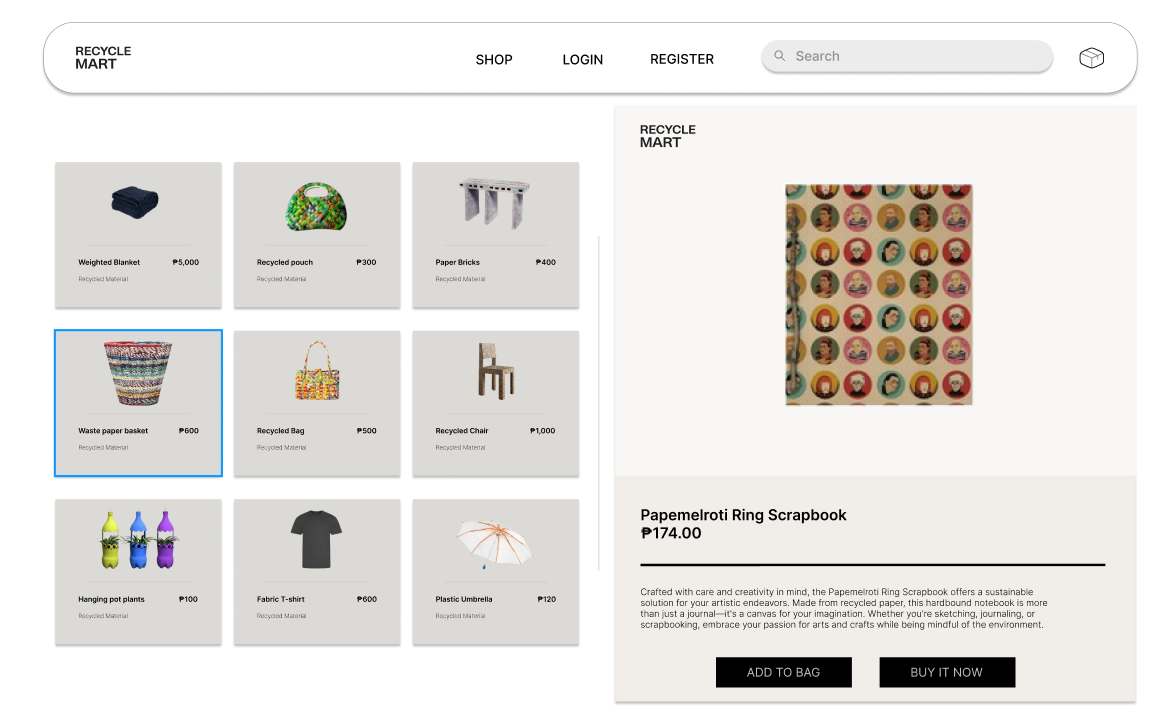 RECYCLE
MART
SHOP
LOGIN
REGISTER
Search
Weighted Blanket ₱5,000
Recycled Material
Recycled pouch ₱300
Recycled Material
Paper Bricks ₱400
Recycled Material
Waste paper basket ₱600
Recycled Material
Recycled Bag ₱500
Recycled Material
Recycled Chair ₱1,000
Recycled Material
Hanging pot plants ₱100
Recycled Material
Fabric T-shirt ₱600
Recycled Material
Plastic Umbrella ₱120
Recycled Material
RECYCLE
MART
Papemelroti Ring Scrapbook
₱174.00
Crafted with care and creativity in mind, the Papemelroti Ring Scrapbook offers a sustainable
solution for your artistic endeavors. Made from recycled paper, this hardbound notebook is more
than just a journal—it's a canvas for your imagination. Whether you're sketching, journaling, or
scrapbooking, embrace your passion for arts and crafts while being mindful of the environment.
ADD TO BAG
BUY IT NOW